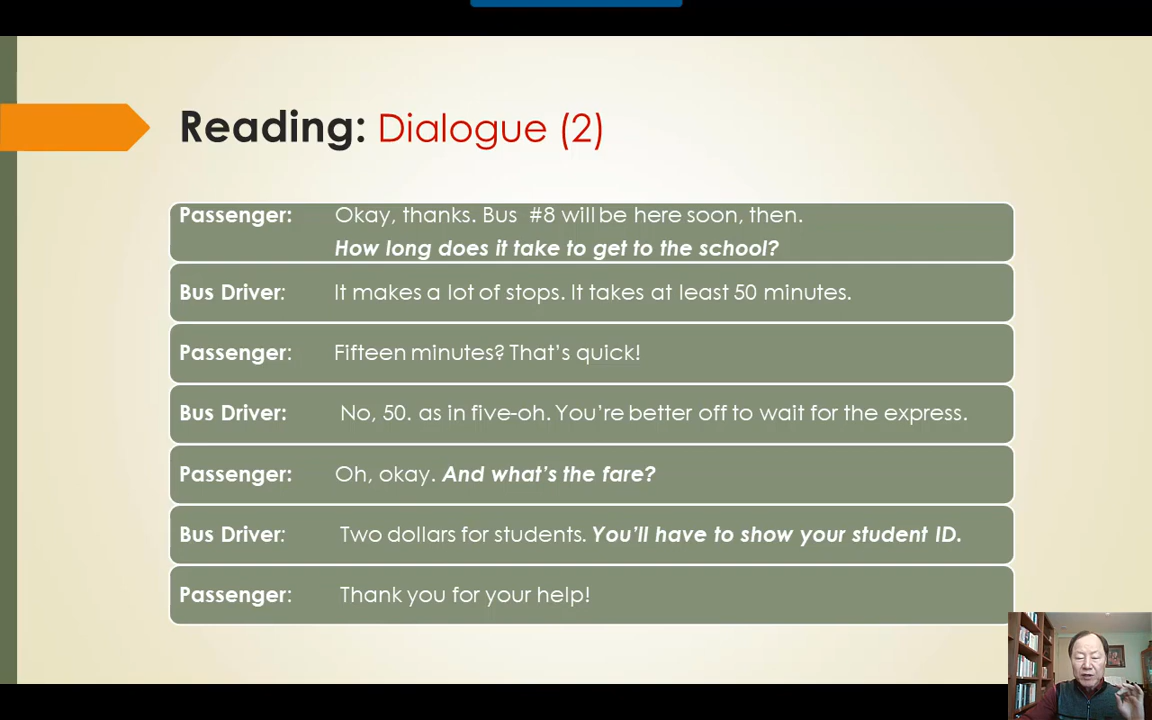 Reading: Dialogue (2)
Passenger: Okay, thanks. Bus #8 will be here soon, then.
How long does it take to get to the school?
Bus Driver: It makes a lot of stops. It takes at least 50 minutes.
Passenger: Fifteen minutes? That's quick!
Bus Driver: No, 50. as in five-oh. You're better off to wait for the express.
Passenger: Oh, okay. And what's the fare?
Bus Driver: Two dollars for students. You'll have to show your student ID.
Passenger: Thank you for your help!